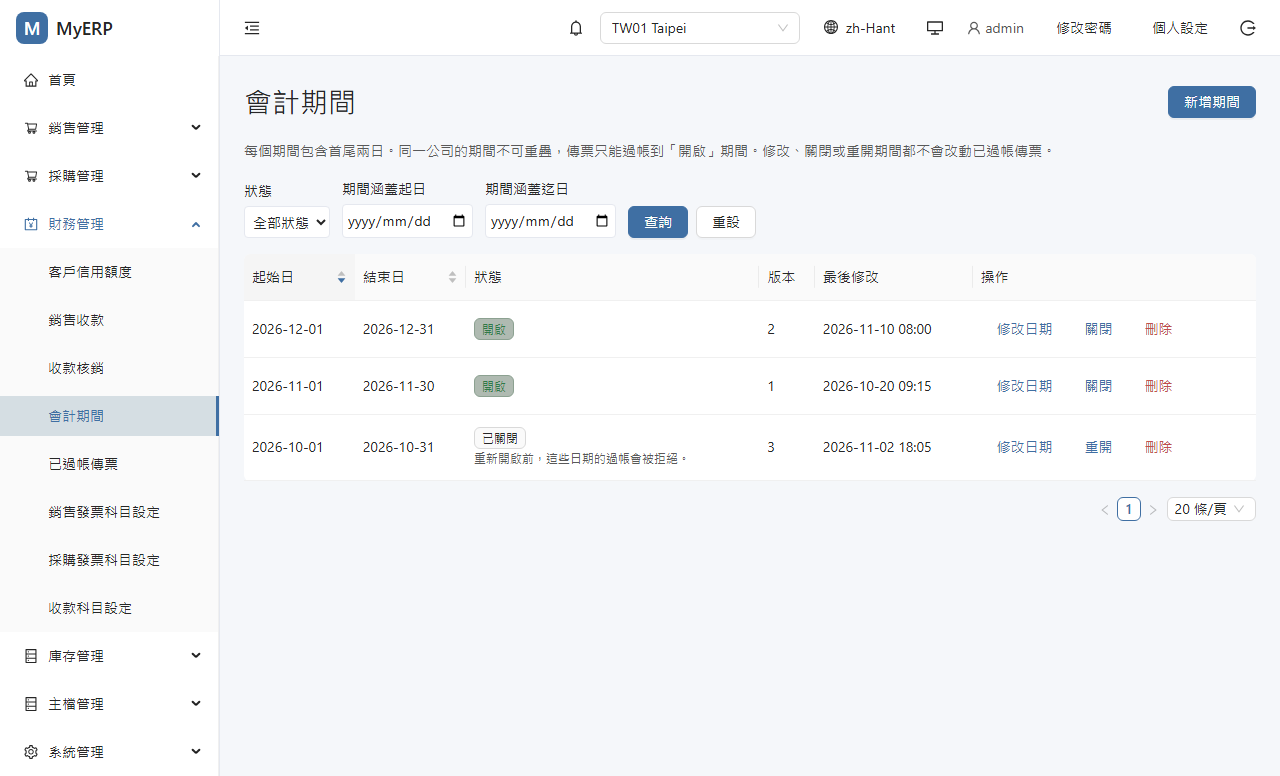 M MyERP
TW01 Taipei
zh-Hant
admin
修改密碼
個人設定
首頁
銷售管理
採購管理
財務管理
客戶信用額度
銷售收款
收款核銷
會計期間
已過帳傳票
銷售發票科目設定
採購發票科目設定
收款科目設定
庫存管理
主檔管理
系統管理
會計期間
新增期間
每個期間包含首尾兩日。同一公司的期間不可重疊，傳票只能過帳到「開啟」期間。修改、關閉或重開期間都不會改動已過帳傳票。
狀態 期間涵蓋起日 期間涵蓋迄日
全部狀態 yyyy/mm/dd yyyy/mm/dd 查詢 重設
起始日 結束日 狀態 版本 最後修改 操作
2026-12-01 2026-12-31 開啟 2 2026-11-10 08:00 修改日期 關閉 刪除
2026-11-01 2026-11-30 開啟 1 2026-10-20 09:15 修改日期 關閉 刪除
2026-10-01 2026-10-31 已關閉 3 2026-11-02 18:05 修改日期 重開 刪除
重新開啟前，這些日期的過帳會被拒絕。
1 20 條/頁